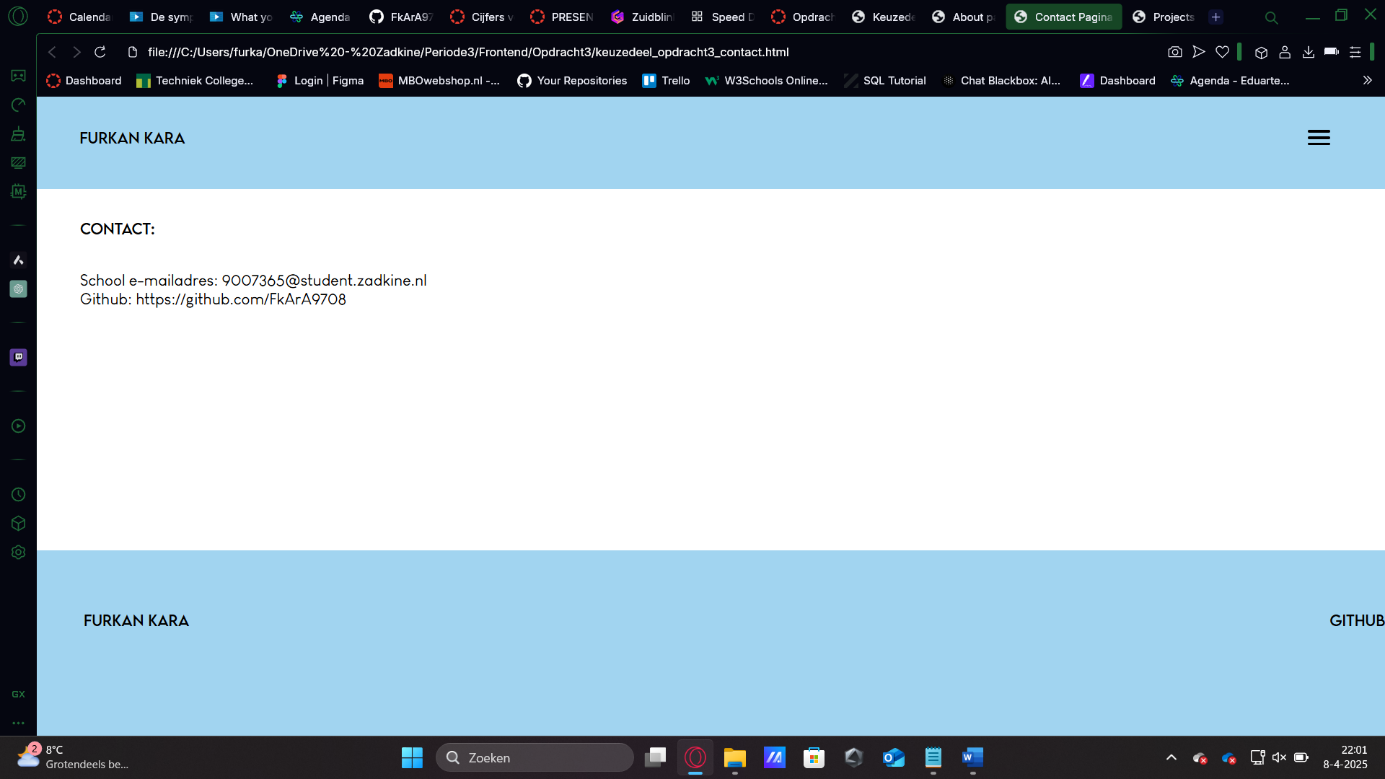 Calenda
De symp
What yo
Agenda
FkArA97
Cijfers v
PRESEN
Zuidblin
Speed D
Opdrach
Keuzede
About pe
Contact Pagina
Projects
file:///C:/Users/furka/OneDrive%20-%20Zadkine/Periode3/Frontend/Opdracht3/keuzedeel_opdracht3_contact.html
Dashboard
Techniek College...
Login | Figma
MBOwebshop.nl -...
Your Repositories
Trello
W3Schools Online...
SQL Tutorial
Chat Blackbox: AI...
Dashboard
Agenda - Eduarte...
FURKAN KARA
CONTACT:
School e-mailadres: 9007365@student.zadkine.nl
Github: https://github.com/FkArA9708
FURKAN KARA
GITHUB
GX
2
8°C
Grotendeels be...
Zoeken
22:01
8-4-2025